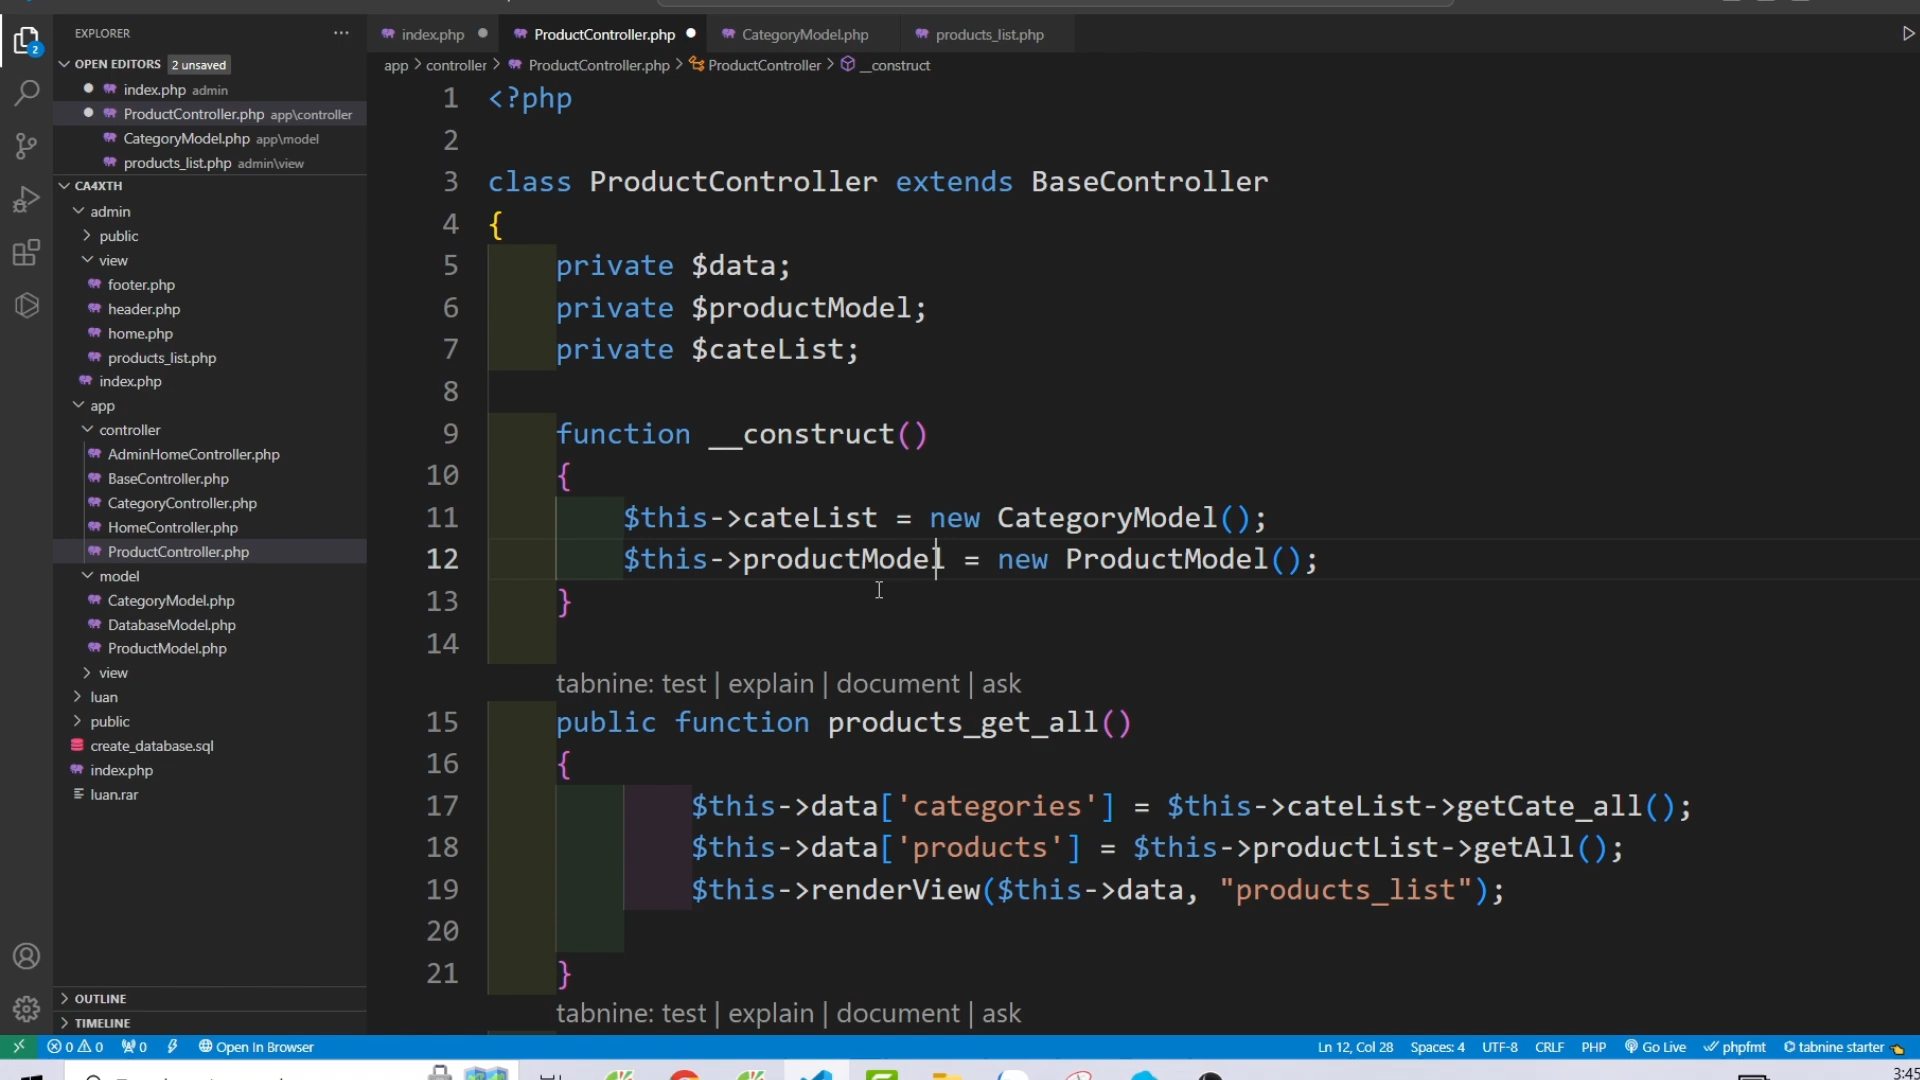 EXPLORER
OPEN EDITORS 2 unsaved
index.php admin
ProductController.php app\controller
CategoryModel.php app\model
products_list.php admin\view
CA4XTH
admin
public
view
footer.php
header.php
home.php
products_list.php
index.php
app
controller
AdminHomeController.php
BaseController.php
CategoryController.php
HomeController.php
ProductController.php
model
CategoryModel.php
DatabaseModel.php
ProductModel.php
view
luan
public
create_database.sql
index.php
luan.rar
OUTLINE
TIMELINE
index.php ProductController.php CategoryModel.php products_list.php
app > controller > ProductController.php > ProductController > __construct
1 <?php
2
3 class ProductController extends BaseController
4 {
5 private $data;
6 private $productModel;
7 private $cateList;
8
9 function __construct()
10 {
11 $this->cateList = new CategoryModel();
12 $this->productModel = new ProductModel();
13 }
14
tabnine: test | explain | document | ask
15 public function products_get_all()
16 {
17 $this->data['categories'] = $this->cateList->getCate_all();
18 $this->data['products'] = $this->productList->getAll();
19 $this->renderView($this->data, "products_list");
20
21 }
tabnine: test | explain | document | ask
0 0 0 Open In Browser Ln 12, Col 28 Spaces: 4 UTF-8 CRLF PHP Go Live phpfmt tabnine starter
3:45